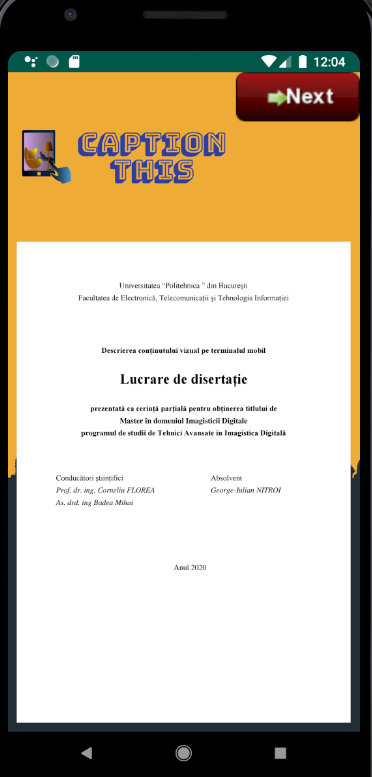 12:04
Next
CAPTION
THIS
Universitatea “Politehnica ” din București
Facultatea de Electronică, Telecomunicații și Tehnologia Informației
Descrierea conținutului vizual pe terminalul mobil
Lucrare de disertație
prezentată ca cerință parțială pentru obținerea titlului de
Master în domeniul Imagisticii Digitale
programul de studii de Tehnici Avansate in Imagistica Digitală
Conducători științifici Absolvent
Prof. dr. ing. Corneliu FLOREA George-Iulian NITROI
As. drd. ing Badea Mihai
Anul 2020